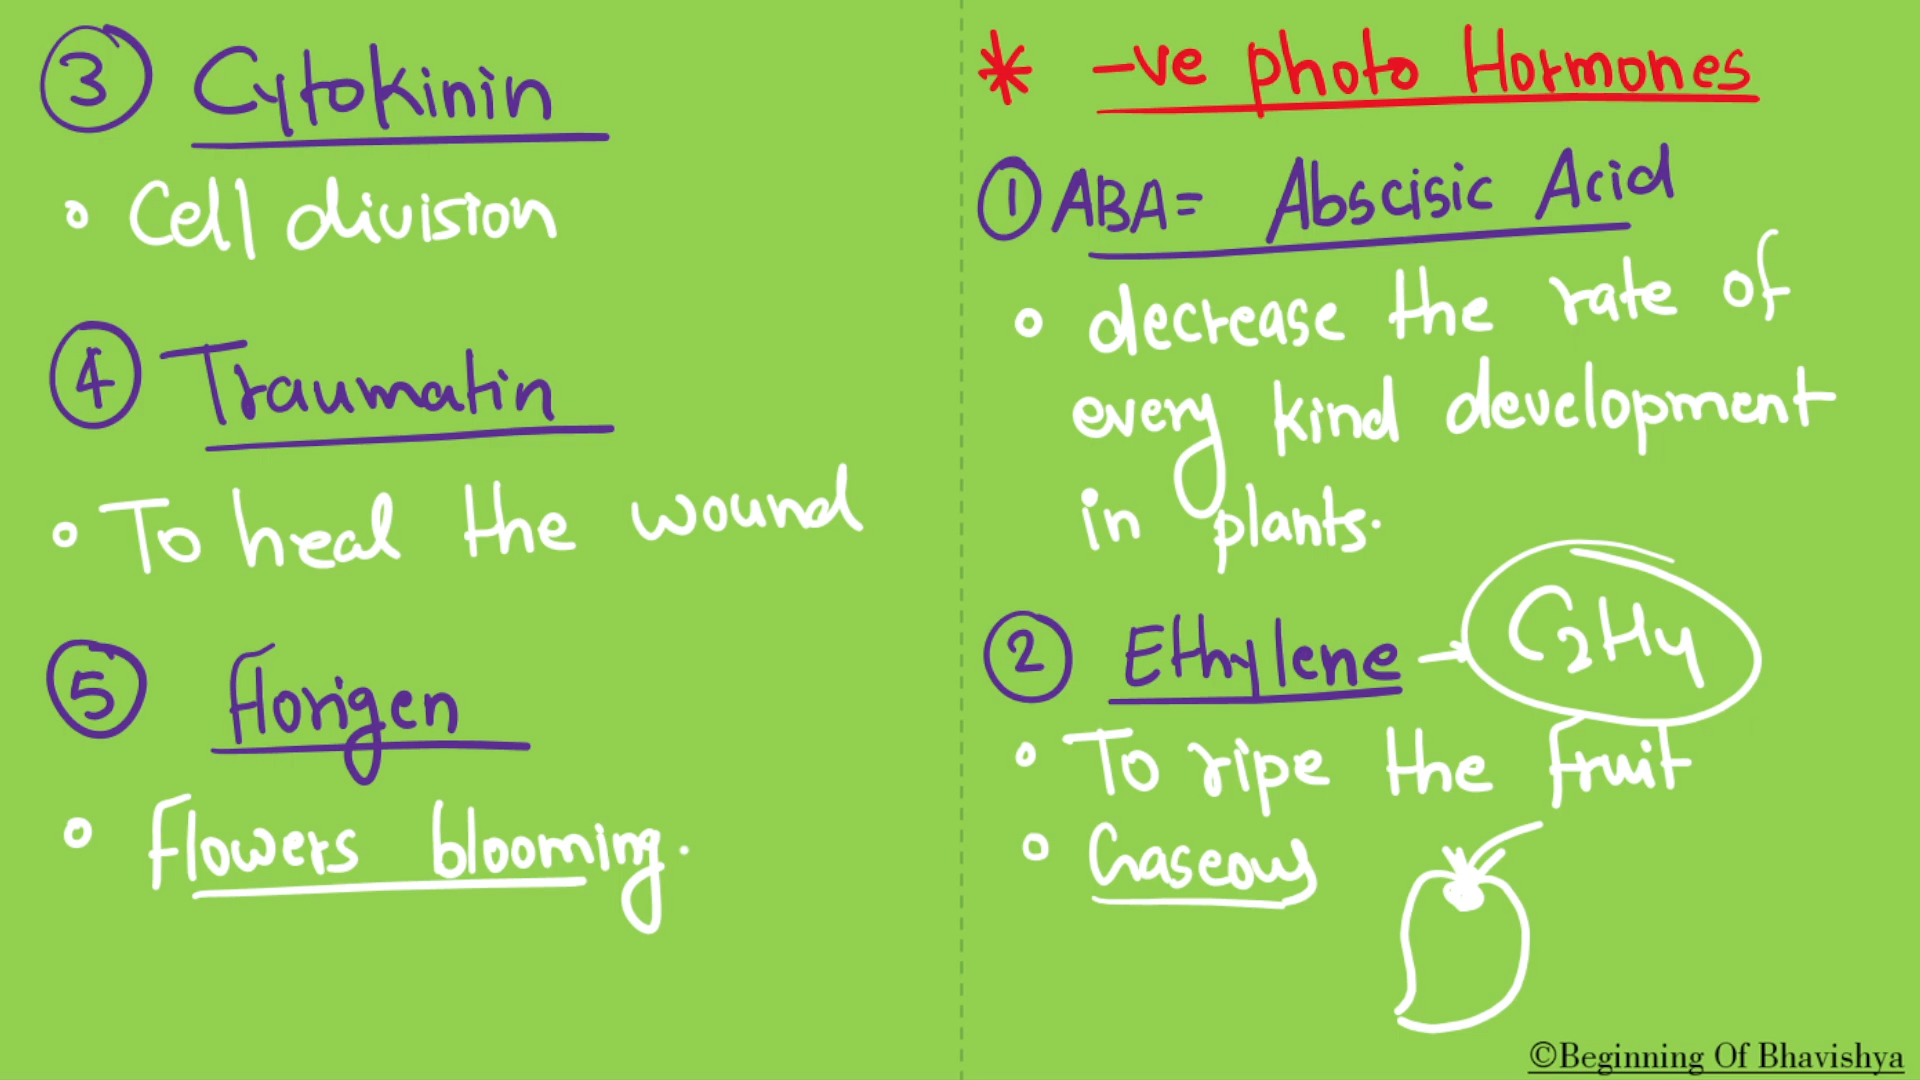 3 Cytokinin
• Cell division
4 Traumatin
• To heal the wound
5 florigen
• flowers blooming.
* -ve photo Hormones
1 ABA = Abscisic Acid
• decrease the rate of
every kind development
in plants.
2 Ethylene → C2H4
• To ripe the fruit
• Gaseous
©Beginning Of Bhavishya